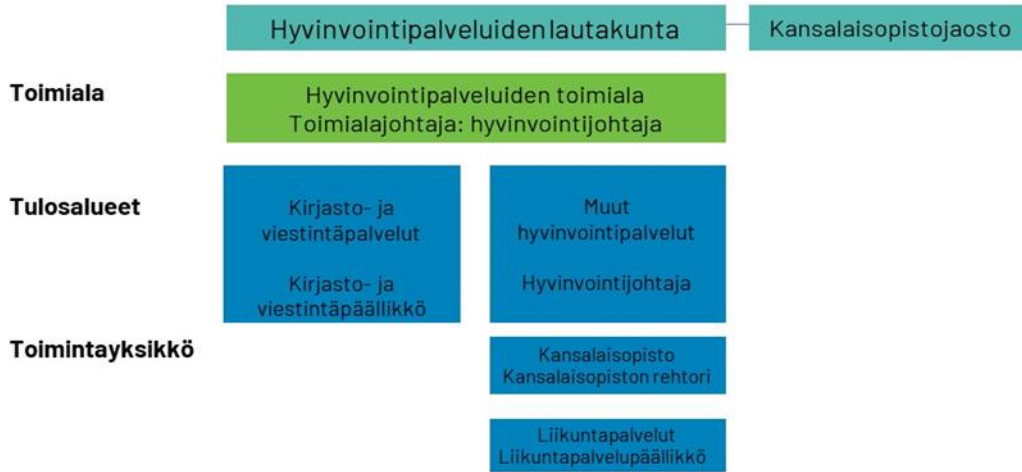 Hyvinvointipalveluiden lautakunta
Kansalaisopistojaosto
Toimiala
Hyvinvointipalveluiden toimiala
Toimialajohtaja: hyvinvointijohtaja
Tulosalueet
Kirjasto- ja
viestintäpalvelut
Kirjasto- ja
viestintäpäällikkö
Muut
hyvinvointipalvelut
Hyvinvointijohtaja
Toimintayksikkö
Kansalaisopisto
Kansalaisopiston rehtori
Liikuntapalvelut
Liikuntapalvelupäällikkö